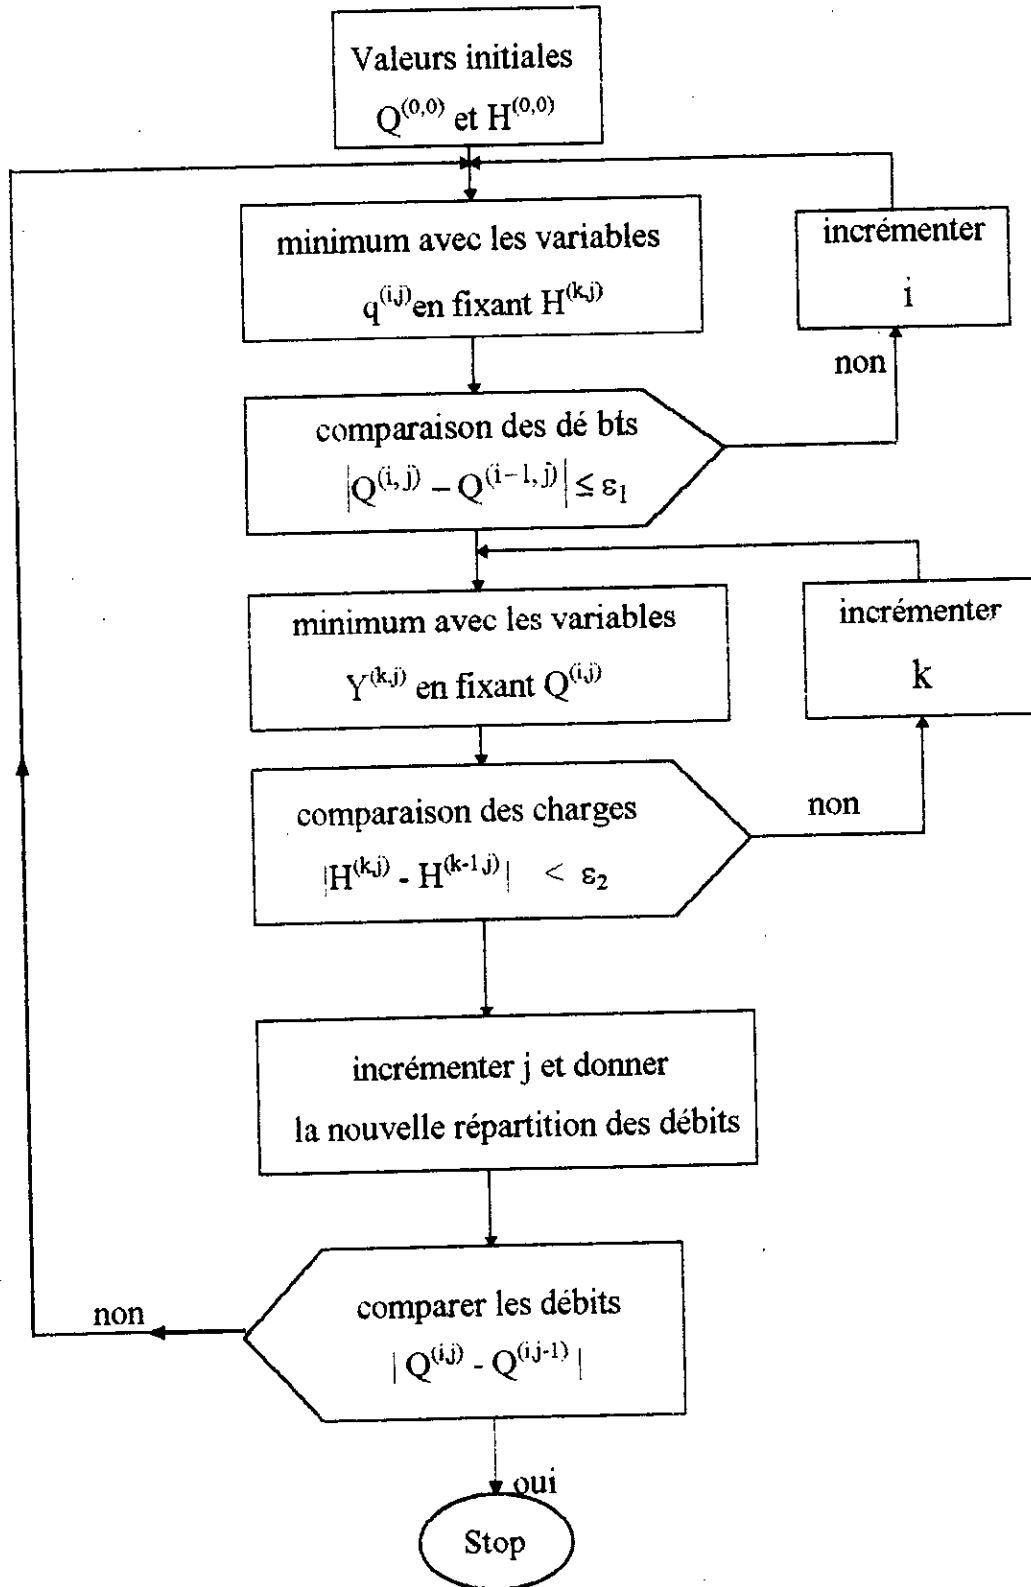 Valeurs initiales
Q^(0,0) et H^(0,0)
minimum avec les variables
q^(i,j) en fixant H^(k,j)
incrémenter
i
non
comparaison des dé bts
|Q^(i, j) – Q^(i–1, j)| ≤ ε₁
minimum avec les variables
Y^(k,j) en fixant Q^(i,j)
incrémenter
k
comparaison des charges
|H^(k,j) - H^(k-1,j)| < ε₂
non
incrémenter j et donner
la nouvelle répartition des débits
comparer les débits
| Q^(i,j) - Q^(i,j-1) |
non
oui
Stop